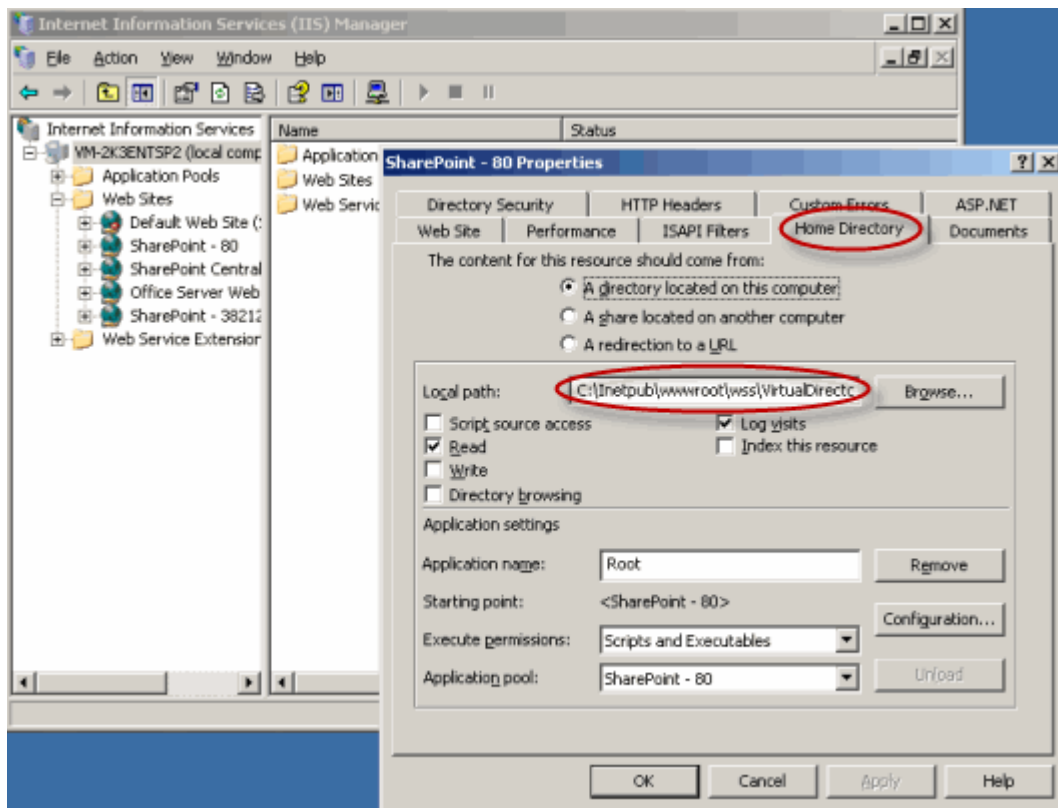 Internet Information Services (IIS) Manager
File Action View Window Help
Internet Information Services
VM-2K3ENTSP2 (local comp
Application Pools
Web Sites
Default Web Site (
SharePoint - 80
SharePoint Central
Office Server Web
SharePoint - 38212
Web Service Extension
Name Status
Application
Web Sites
Web Servic
SharePoint - 80 Properties
Directory Security HTTP Headers Custom Errors ASP.NET
Web Site Performance ISAPI Filters Home Directory Documents
The content for this resource should come from:
A directory located on this computer
A share located on another computer
A redirection to a URL
Local path: C:\Inetpub\wwwroot\wss\VirtualDirectc Browse...
Script source access Log visits
Read Index this resource
Write
Directory browsing
Application settings
Application name: Root Remove
Starting point: <SharePoint - 80>
Configuration...
Execute permissions: Scripts and Executables
Application pool: SharePoint - 80 Unload
OK Cancel Apply Help